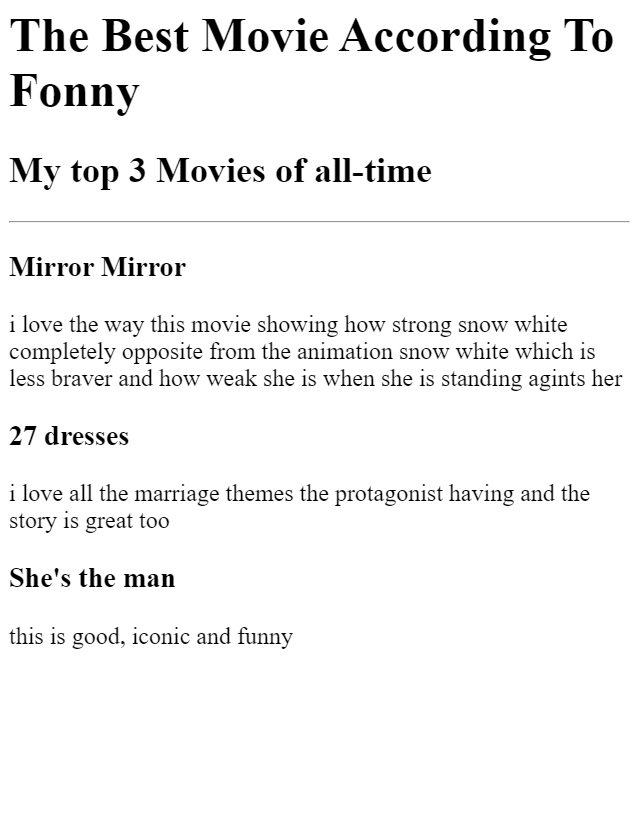 The Best Movie According To
Fonny
My top 3 Movies of all-time
Mirror Mirror
i love the way this movie showing how strong snow white
completely opposite from the animation snow white which is
less braver and how weak she is when she is standing agints her
27 dresses
i love all the marriage themes the protagonist having and the
story is great too
She's the man
this is good, iconic and funny